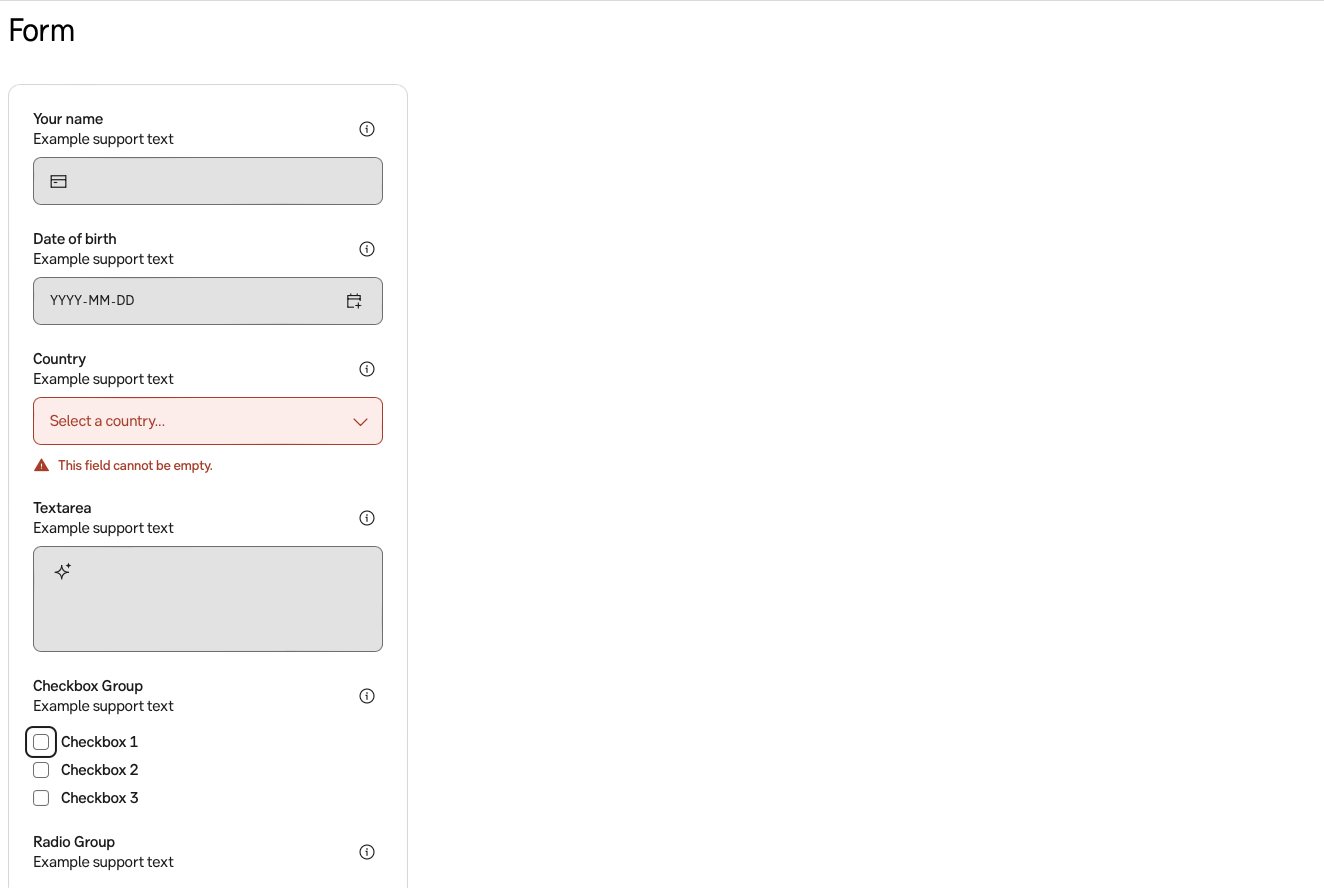 Form
Your name
Example support text
Date of birth
Example support text
YYYY-MM-DD
Country
Example support text
Select a country...
This field cannot be empty.
Textarea
Example support text
Checkbox Group
Example support text
Checkbox 1
Checkbox 2
Checkbox 3
Radio Group
Example support text